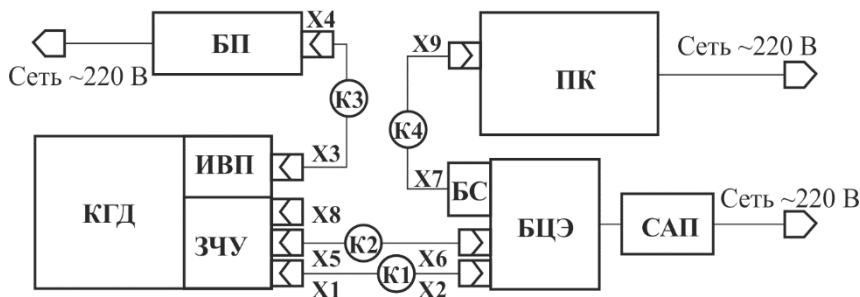 X4
БП
X9
Сеть ~220 В
ПК
Сеть ~220 В
К3
К4
X3
ИВП
X7
БС
КГД
X8
ЗЧУ
К2
БЦЭ
САП
Сеть ~220 В
X5
X6
К1
X1
X2